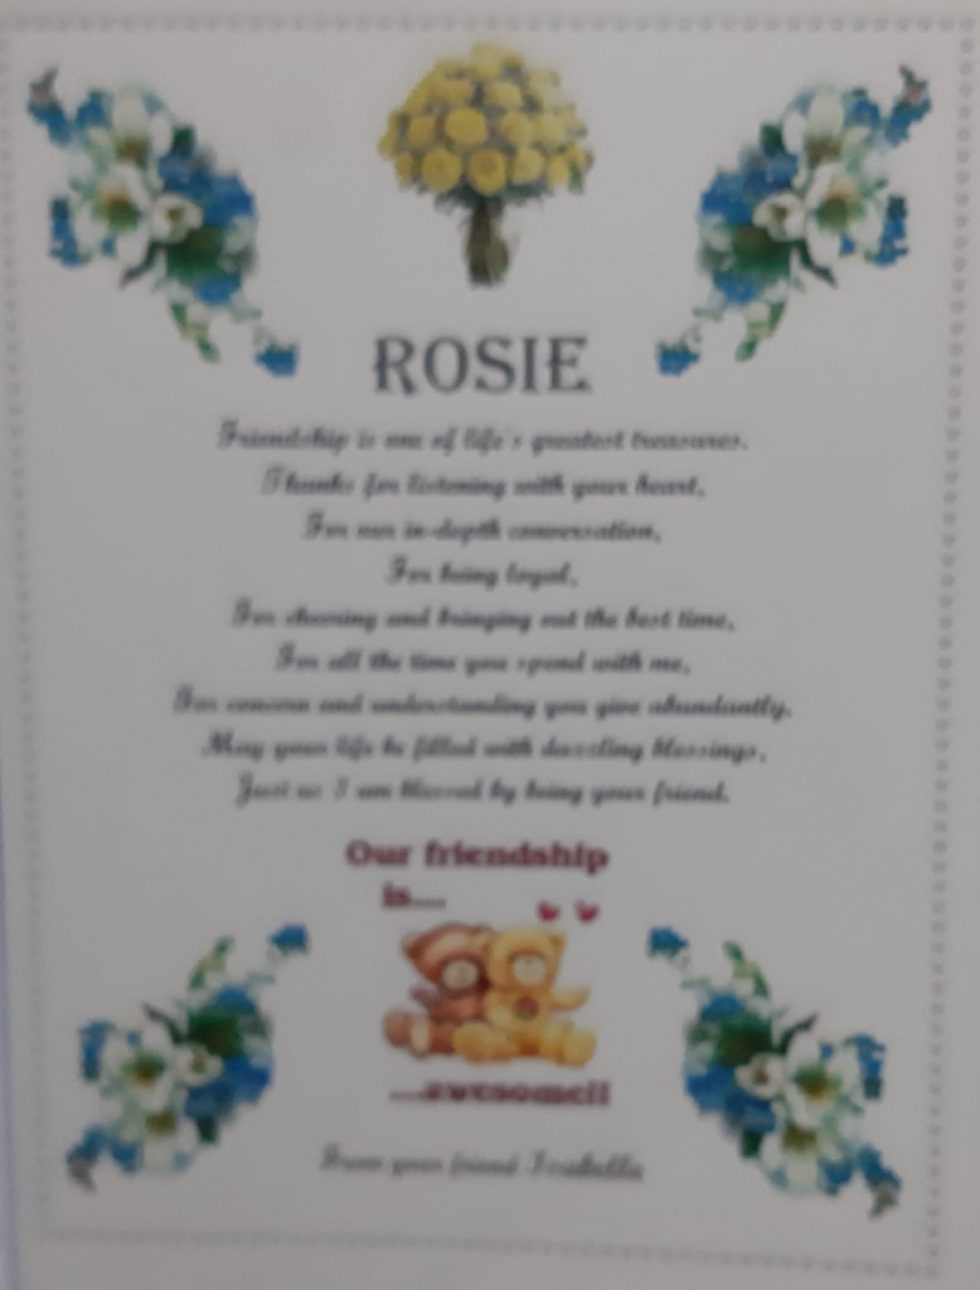 ROSIE
Friendship is one of life's greatest treasures.
Thanks for listening with your heart,
For our in-depth conversation,
For being loyal,
For cheering and bringing out the best time,
For all the time you spend with me,
For concern and understanding you give abundantly.
May your life be filled with dazzling blessings,
Just as I am blessed by being your friend.
Our friendship
is....
....awesome!!
From your friend